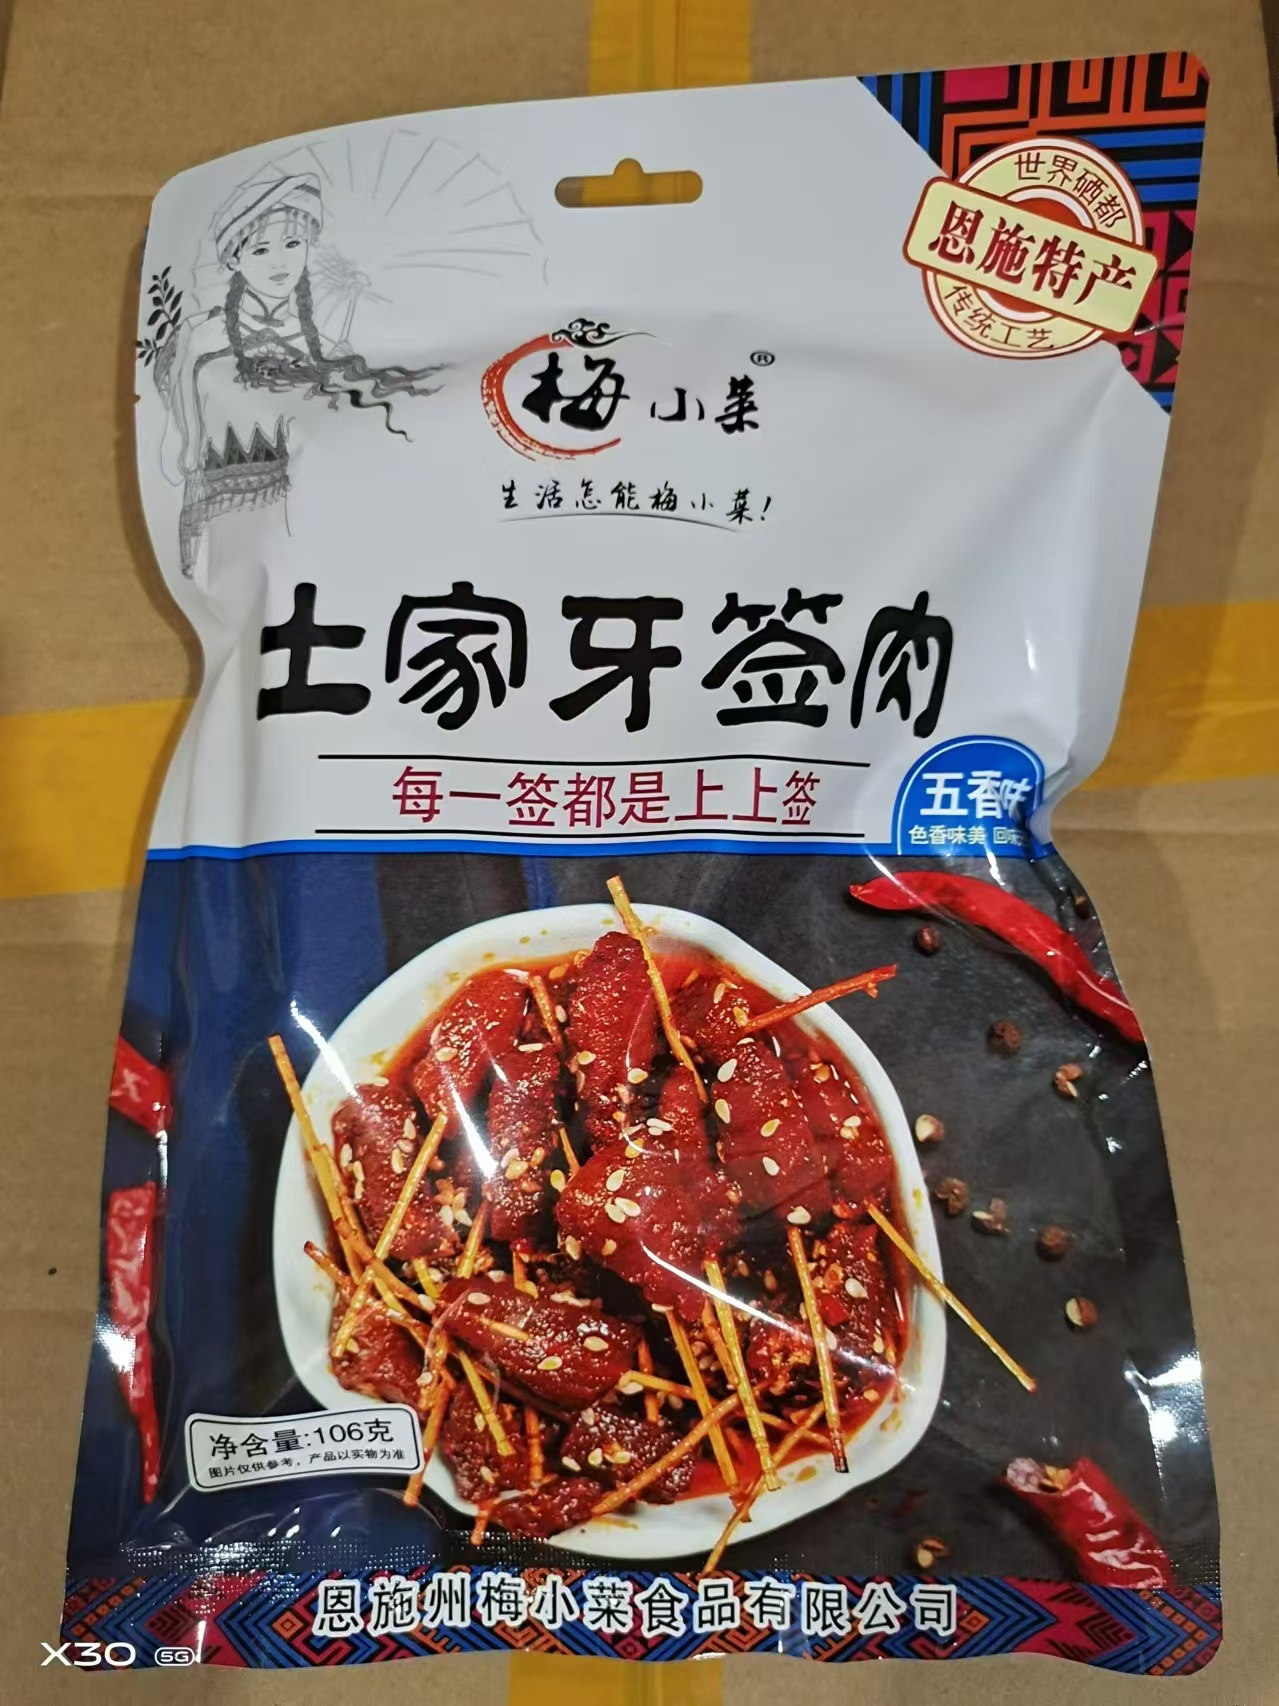 世界硒都
恩施特产
传统工艺
梅小菜®
生活怎能梅小菜!
土家牙签肉
每一签都是上上签
五香味
色香味美 回味
净含量:106克
图片仅供参考,产品以实物为准
恩施州梅小菜食品有限公司
X30 5G